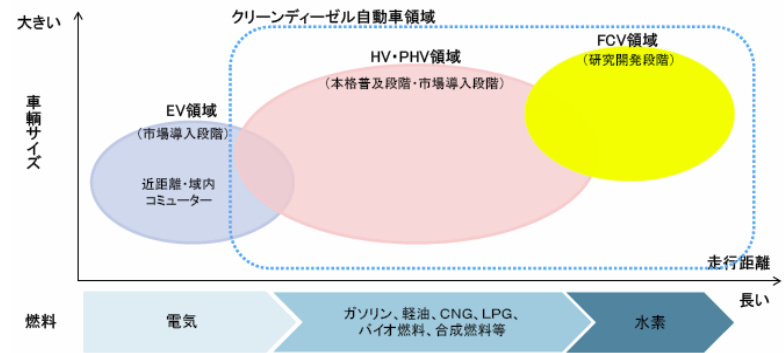 クリーンディーゼル自動車領域
大きい
車輌サイズ
FCV領域
(研究開発段階)
HV・PHV領域
(本格普及段階・市場導入段階)
EV領域
(市場導入段階)
近距離・域内
コミューター
走行距離
長い
燃料
電気
ガソリン、軽油、CNG、LPG、
バイオ燃料、合成燃料等
水素